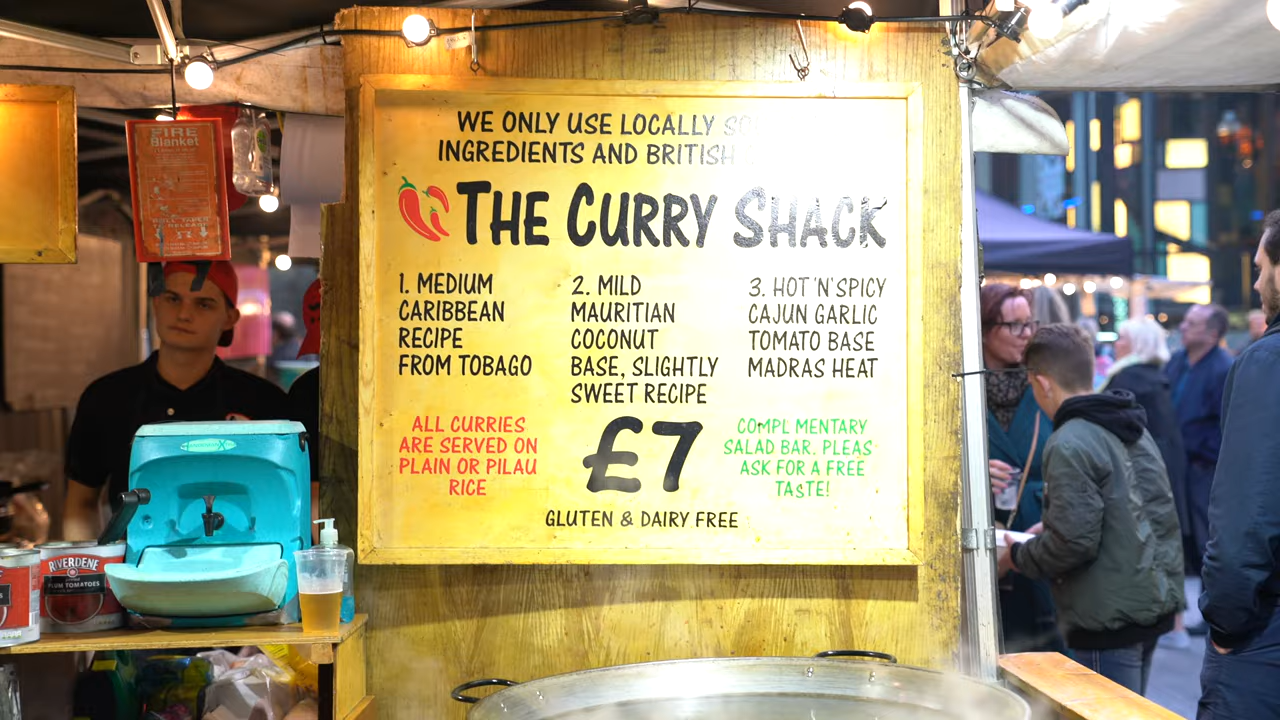 WE ONLY USE LOCALLY
INGREDIENTS AND BRITISH
THE CURRY SHACK
1. MEDIUM
CARIBBEAN
RECIPE
FROM TOBAGO
2. MILD
MAURITIAN
COCONUT
BASE, SLIGHTLY
SWEET RECIPE
3. HOT 'N' SPICY
CAJUN GARLIC
TOMATO BASE
MADRAS HEAT
ALL CURRIES
ARE SERVED ON
PLAIN OR PILAU
RICE
£7
COMPL MENTARY
SALAD BAR. PLEAS
ASK FOR A FREE
TASTE!
GLUTEN & DAIRY FREE
FIRE
Blanket
RIVERDENE
PLUM TOMATOES